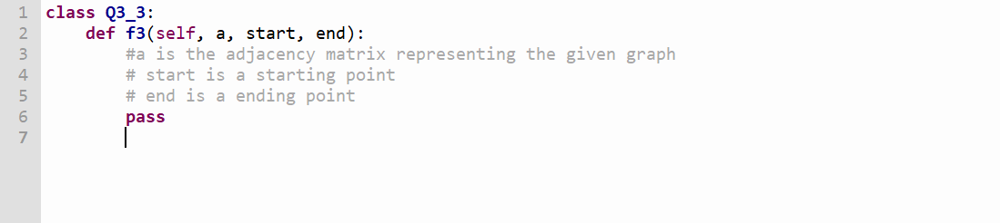 1 class Q3_3:
2     def f3(self, a, start, end):
3         #a is the adjacency matrix representing the given graph
4         # start is a starting point
5         # end is a ending point
6         pass
7